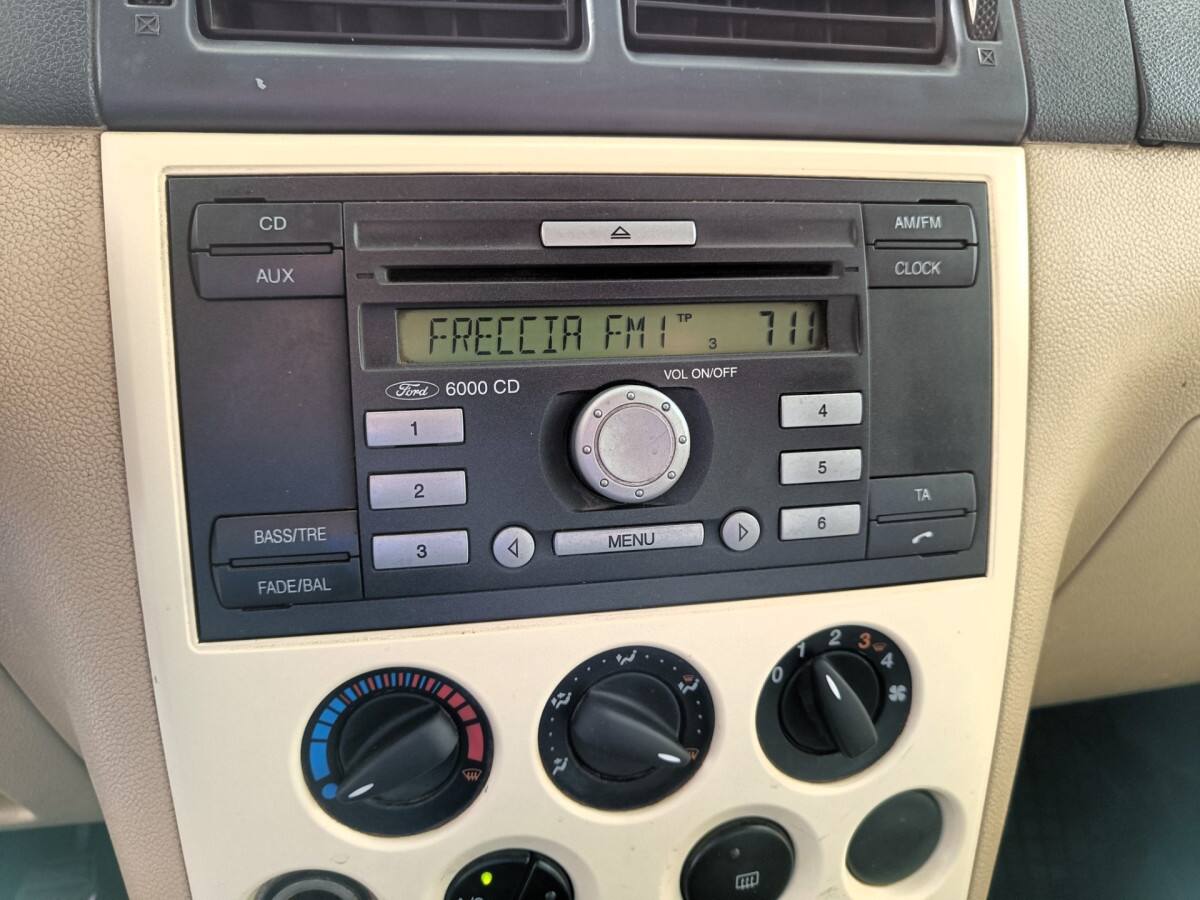 CD
AM/FM
AUX
CLOCK
FRECCIA FM1 TP 3 711
VOL ON/OFF
Ford 6000 CD
1
4
2
5
3
6
BASS/TRE
TA
FADE/BAL
MENU
0 1 2 3 4